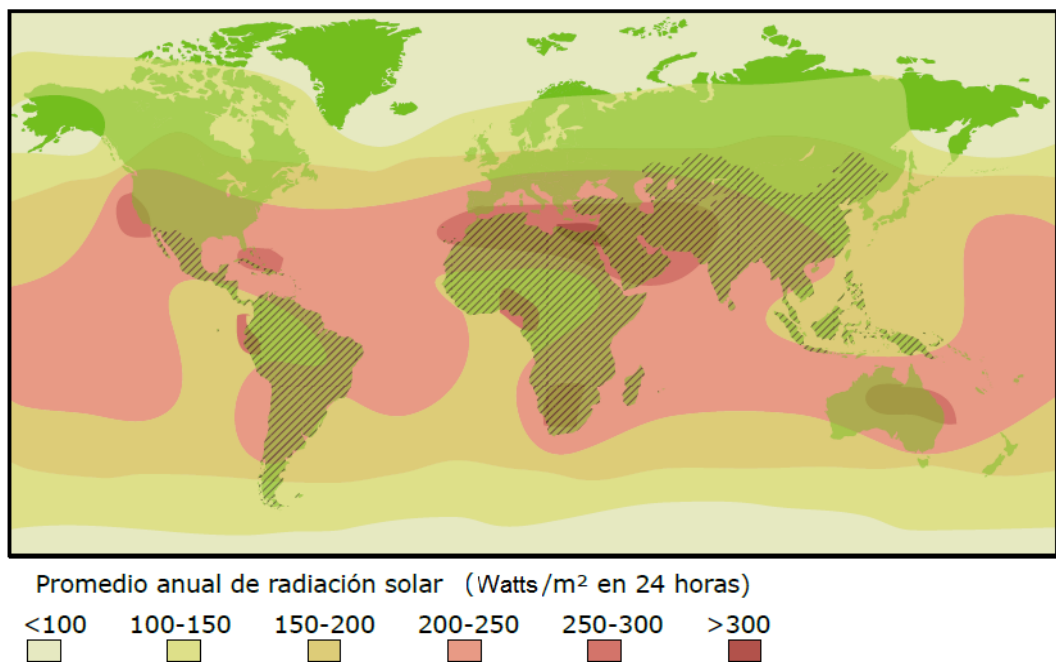 Promedio anual de radiación solar (Watts/m² en 24 horas)
<100 100-150 150-200 200-250 250-300 >300